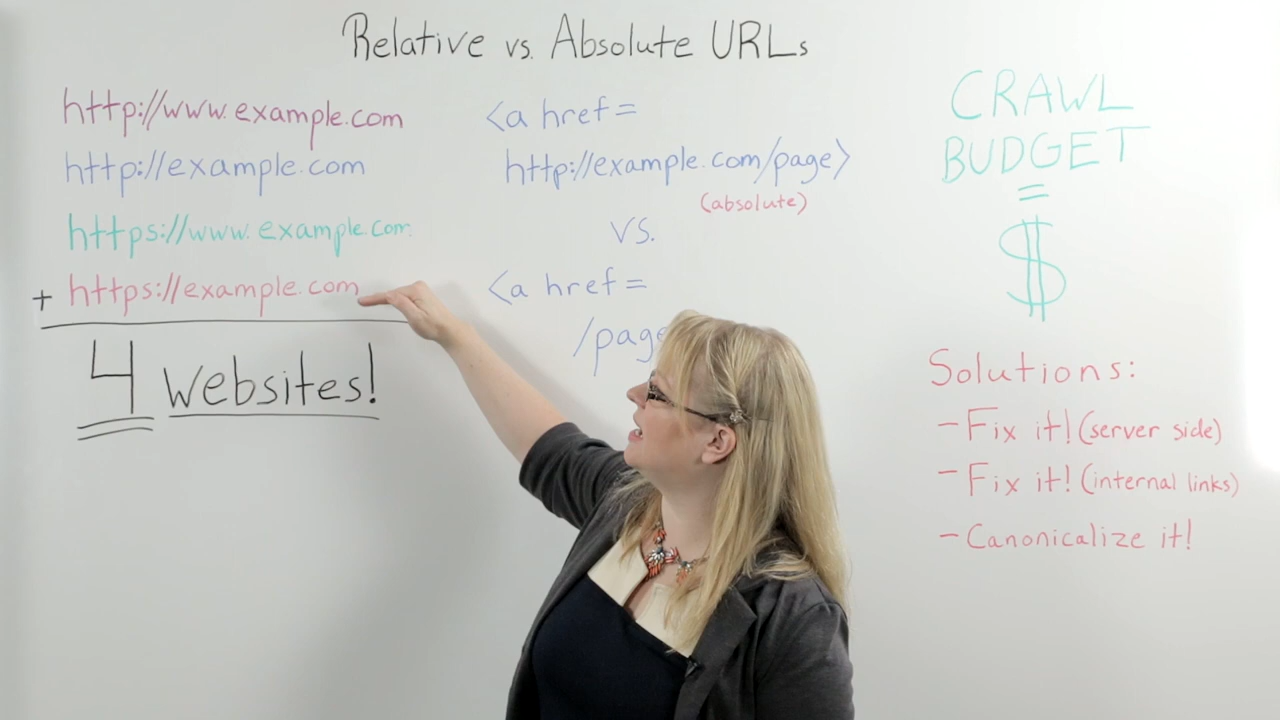 Relative vs. Absolute URLs
http://www.example.com
http://example.com
https://www.example.com
+ https://example.com
4 Websites!
<a href=
http://example.com/page>
(absolute)
VS.
<a href=
/page
CRAWL
BUDGET
=
$
Solutions:
- Fix it! (server side)
- Fix it! (internal links)
- Canonicalize it!